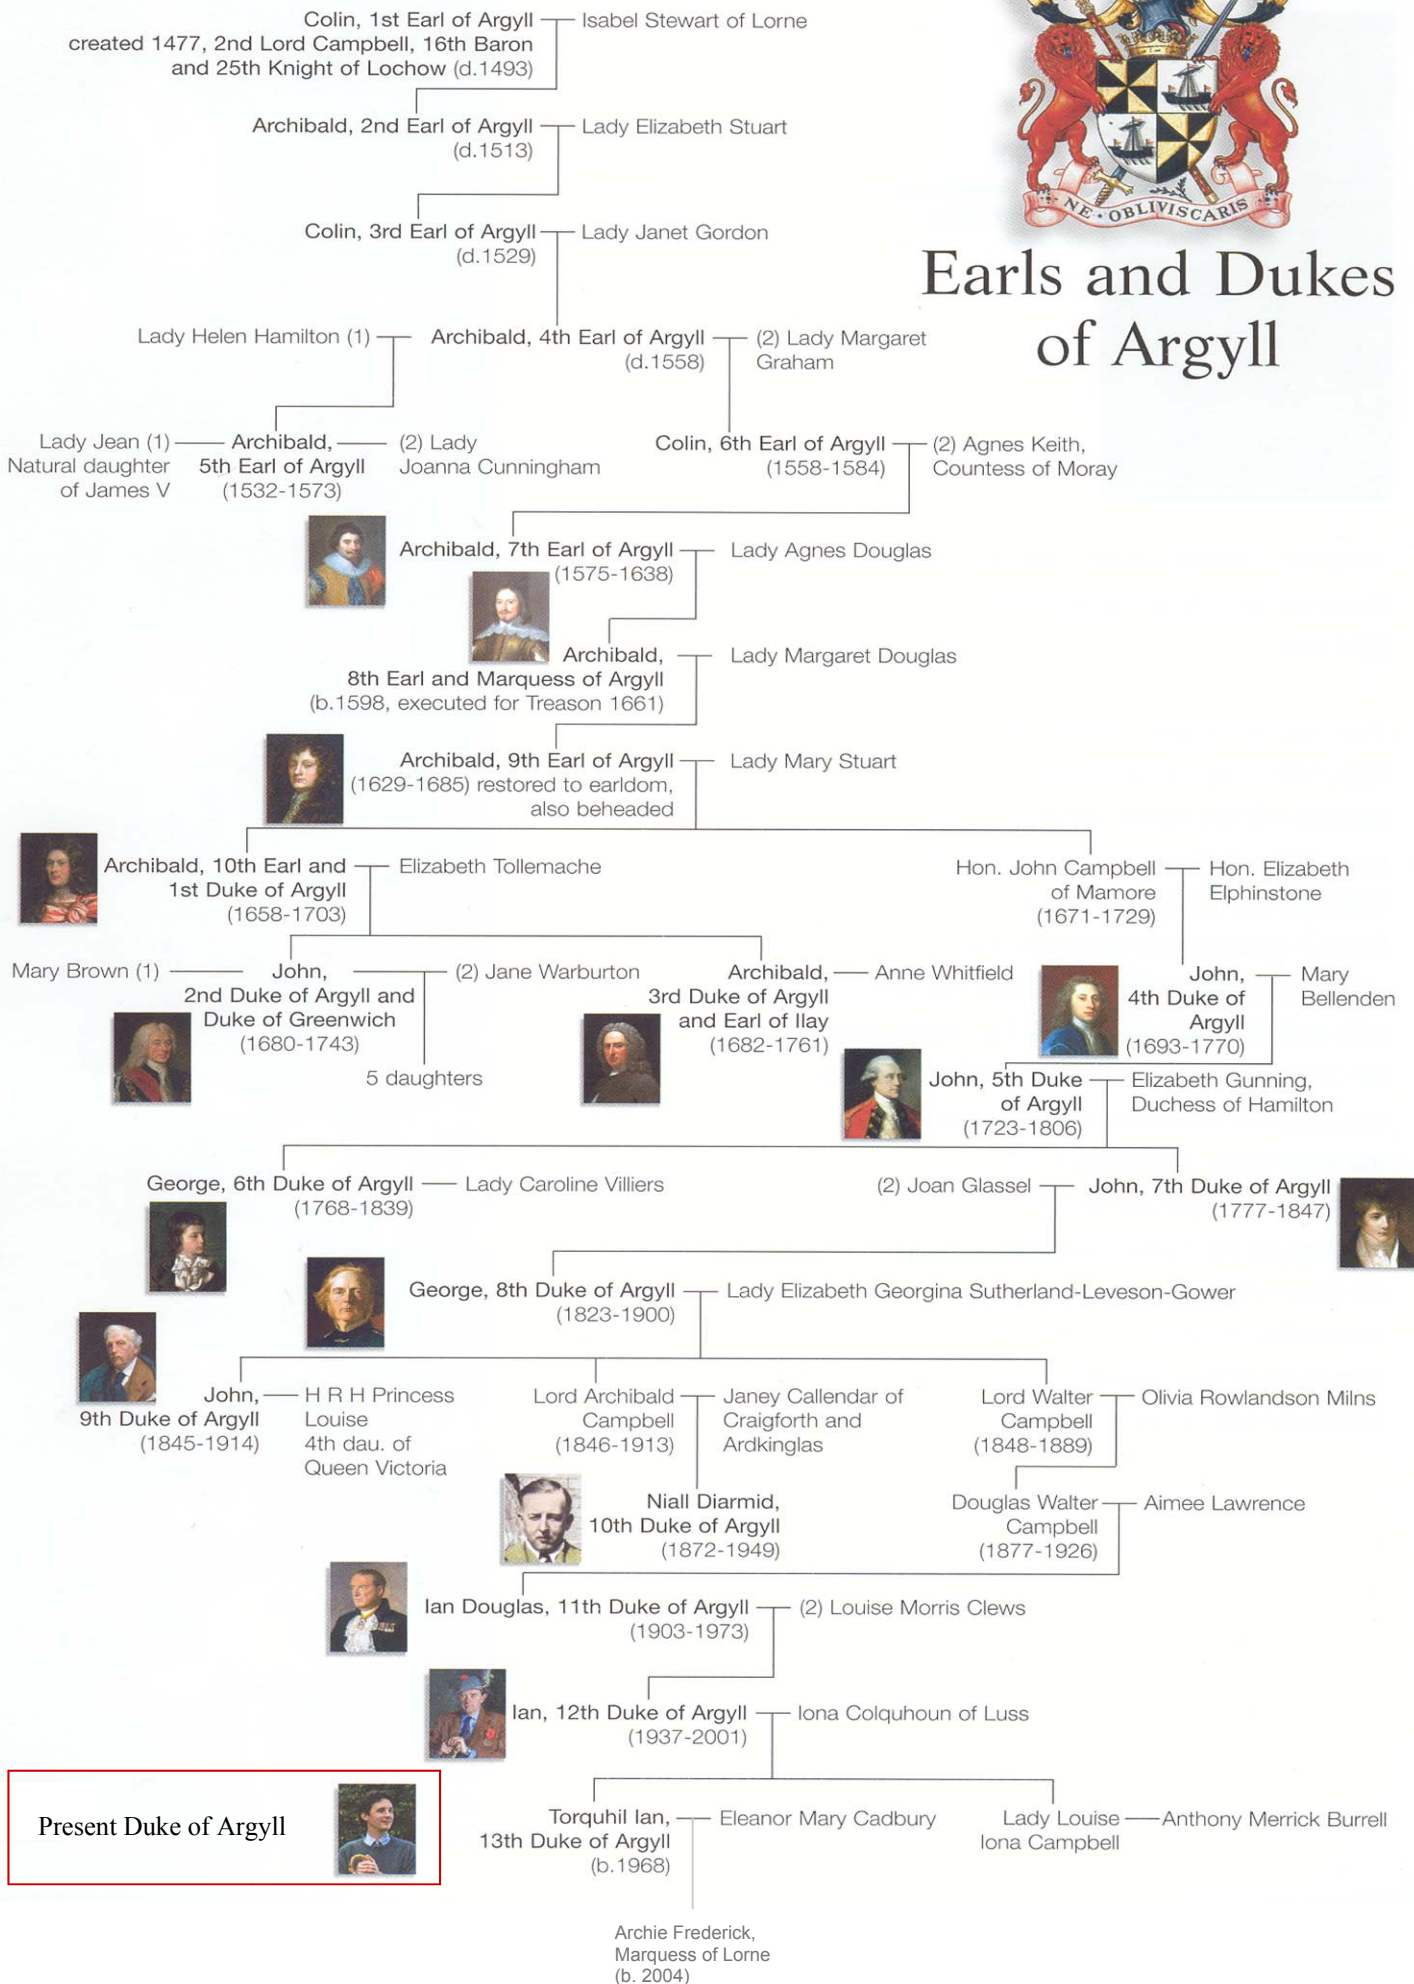 Colin, 1st Earl of Argyll
created 1477, 2nd Lord Campbell, 16th Baron
and 25th Knight of Lochow (d.1493)
Isabel Stewart of Lorne
NE · OBLIVISCARIS
Earls and Dukes
of Argyll
Archibald, 2nd Earl of Argyll
(d.1513)
Lady Elizabeth Stuart
Colin, 3rd Earl of Argyll
(d.1529)
Lady Janet Gordon
Lady Helen Hamilton (1)
Archibald, 4th Earl of Argyll
(d.1558)
(2) Lady Margaret
Graham
Lady Jean (1)
Natural daughter
of James V
Archibald,
5th Earl of Argyll
(1532-1573)
(2) Lady
Joanna Cunningham
Colin, 6th Earl of Argyll
(1558-1584)
(2) Agnes Keith,
Countess of Moray
Archibald, 7th Earl of Argyll
(1575-1638)
Lady Agnes Douglas
Archibald,
8th Earl and Marquess of Argyll
(b.1598, executed for Treason 1661)
Lady Margaret Douglas
Archibald, 9th Earl of Argyll
(1629-1685) restored to earldom,
also beheaded
Lady Mary Stuart
Archibald, 10th Earl and
1st Duke of Argyll
(1658-1703)
Elizabeth Tollemache
Hon. John Campbell
of Mamore
(1671-1729)
Hon. Elizabeth
Elphinstone
Mary Brown (1)
John,
2nd Duke of Argyll and
Duke of Greenwich
(1680-1743)
(2) Jane Warburton
5 daughters
Archibald,
3rd Duke of Argyll
and Earl of Ilay
(1682-1761)
Anne Whitfield
John,
4th Duke of
Argyll
(1693-1770)
Mary
Bellenden
John, 5th Duke
of Argyll
(1723-1806)
Elizabeth Gunning,
Duchess of Hamilton
George, 6th Duke of Argyll
(1768-1839)
Lady Caroline Villiers
(2) Joan Glassel
John, 7th Duke of Argyll
(1777-1847)
George, 8th Duke of Argyll
(1823-1900)
Lady Elizabeth Georgina Sutherland-Leveson-Gower
John,
9th Duke of Argyll
(1845-1914)
H R H Princess
Louise
4th dau. of
Queen Victoria
Lord Archibald
Campbell
(1846-1913)
Janey Callendar of
Craigforth and
Ardkinglas
Lord Walter
Campbell
(1848-1889)
Olivia Rowlandson Milns
Niall Diarmid,
10th Duke of Argyll
(1872-1949)
Douglas Walter
Campbell
(1877-1926)
Aimee Lawrence
Ian Douglas, 11th Duke of Argyll
(1903-1973)
(2) Louise Morris Clews
Ian, 12th Duke of Argyll
(1937-2001)
Iona Colquhoun of Luss
Present Duke of Argyll
Torquhil Ian,
13th Duke of Argyll
(b.1968)
Eleanor Mary Cadbury
Lady Louise
Iona Campbell
Anthony Merrick Burrell
Archie Frederick,
Marquess of Lorne
(b. 2004)